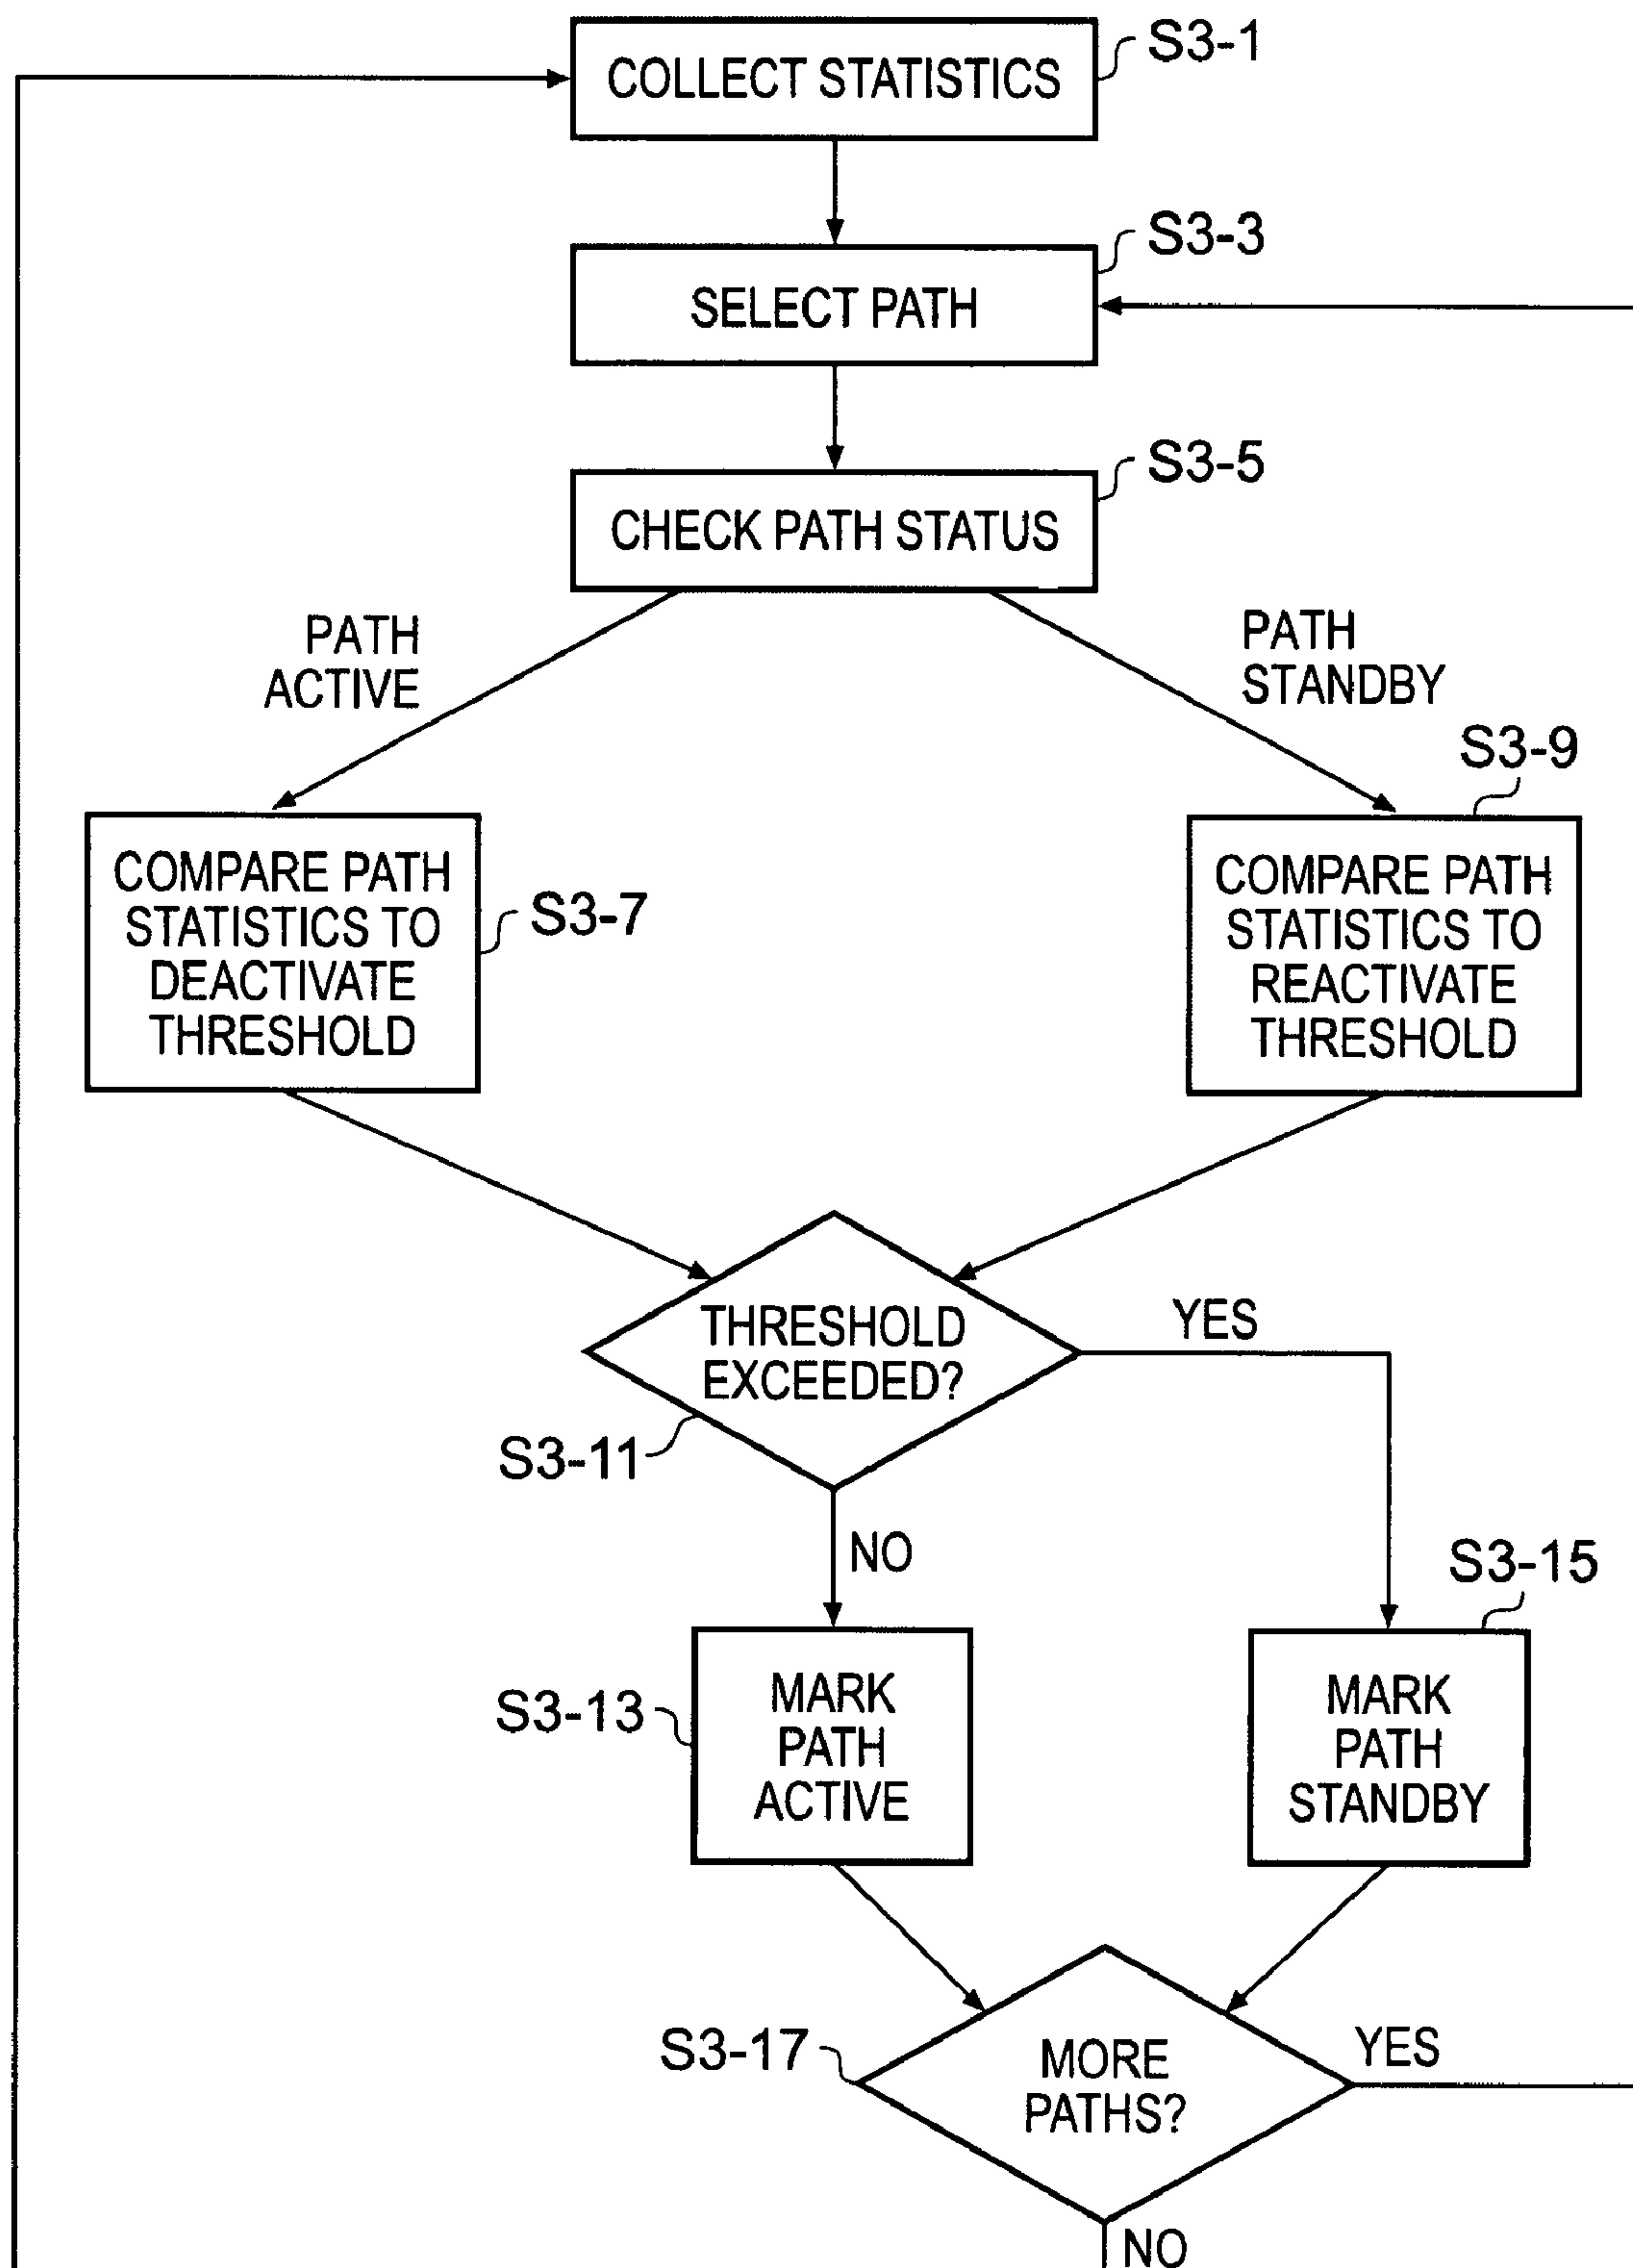 S3-1
COLLECT STATISTICS
S3-3
SELECT PATH
S3-5
CHECK PATH STATUS
PATH
ACTIVE
PATH
STANDBY
S3-9
COMPARE PATH
STATISTICS TO
DEACTIVATE
THRESHOLD
S3-7
COMPARE PATH
STATISTICS TO
REACTIVATE
THRESHOLD
THRESHOLD
EXCEEDED?
YES
S3-11
NO
S3-15
S3-13
MARK
PATH
ACTIVE
MARK
PATH
STANDBY
S3-17
MORE
PATHS?
YES
NO